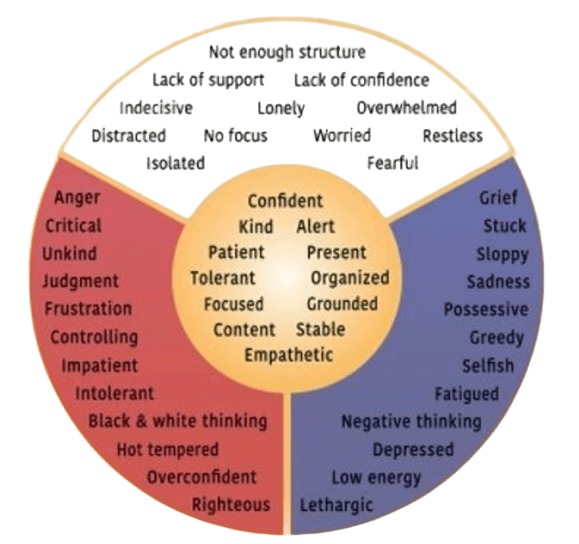 Not enough structure
Lack of support Lack of confidence
Indecisive Lonely Overwhelmed
Distracted No focus Worried Restless
Isolated Fearful
Anger
Critical
Unkind
Judgment
Frustration
Controlling
Impatient
Intolerant
Black & white thinking
Hot tempered
Overconfident
Righteous
Confident
Kind Alert
Patient Present
Tolerant Organized
Focused Grounded
Content Stable
Empathetic
Grief
Stuck
Sloppy
Sadness
Possessive
Greedy
Selfish
Fatigued
Negative thinking
Depressed
Low energy
Lethargic